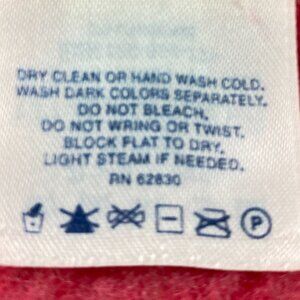 DRY CLEAN OR HAND WASH COLD.
WASH DARK COLORS SEPARATELY.
DO NOT BLEACH.
DO NOT WRING OR TWIST.
BLOCK FLAT TO DRY.
LIGHT STEAM IF NEEDED.
RN 62830
P